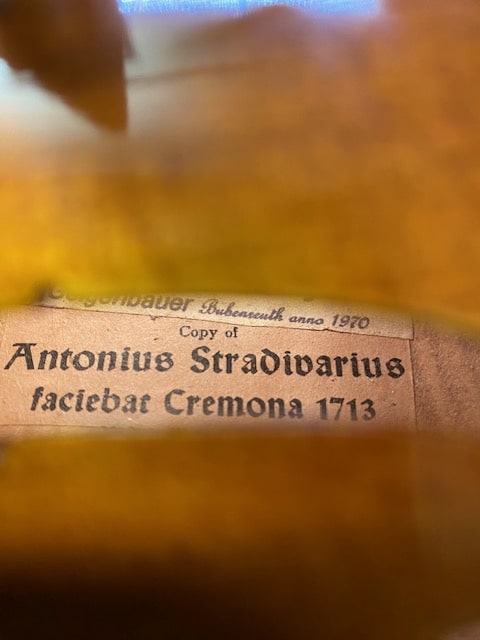 Bubenreuth anno 1970
Copy of
Antonius Stradivarius
faciebat Cremona 1713